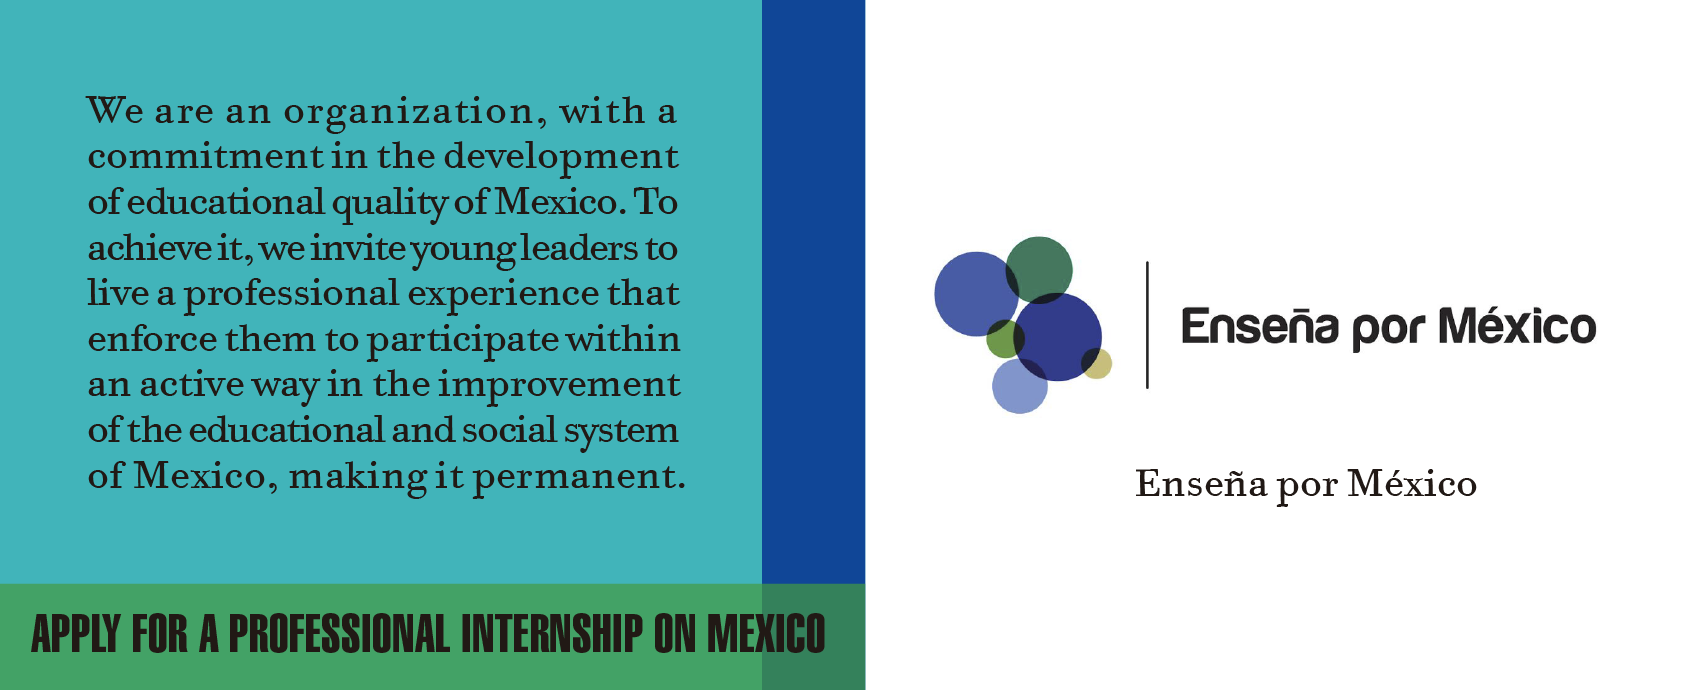 We are an organization, with a
commitment in the development
of educational quality of Mexico. To
achieve it, we invite young leaders to
live a professional experience that
enforce them to participate within
an active way in the improvement
of the educational and social system
of Mexico, making it permanent.
APPLY FOR A PROFESSIONAL INTERNSHIP ON MEXICO
Enseña por México
Enseña por México